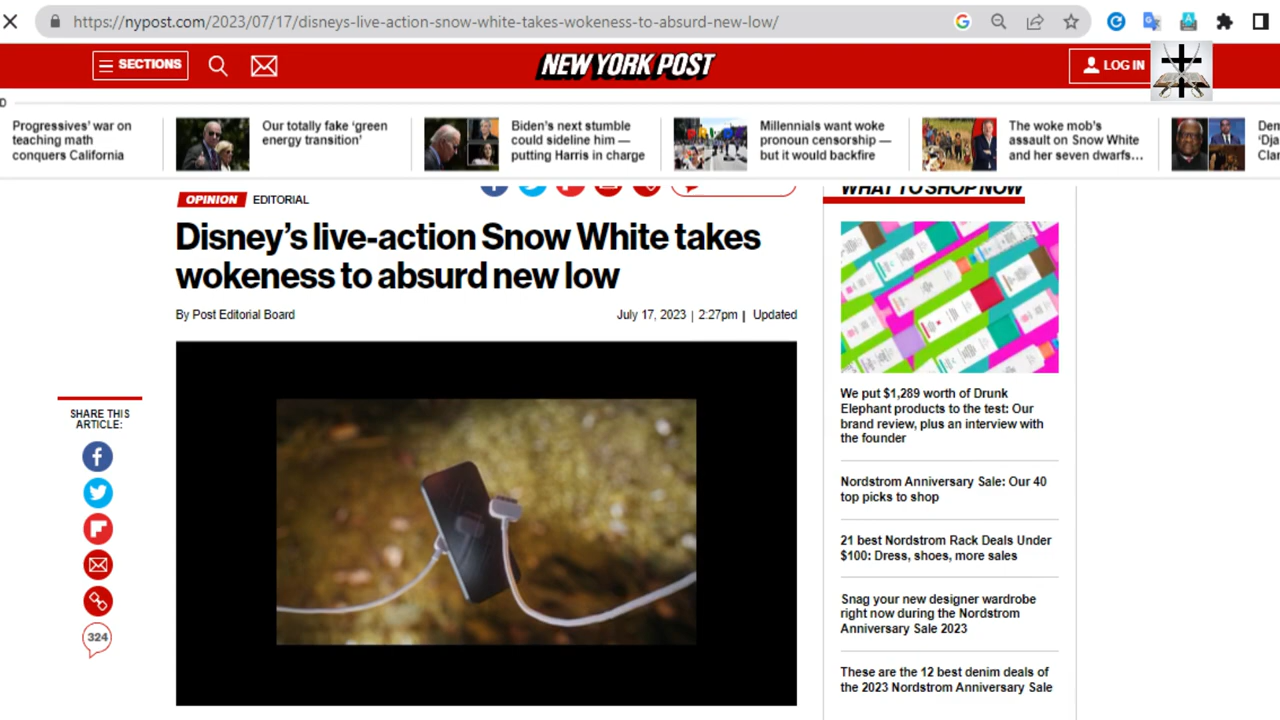 https://nypost.com/2023/07/17/disneys-live-action-snow-white-takes-wokeness-to-absurd-new-low/
SECTIONS
NEW YORK POST
LOG IN
Progressives' war on
teaching math
conquers California
Our totally fake 'green
energy transition'
Biden's next stumble
could sideline him —
putting Harris in charge
Millennials want woke
pronoun censorship —
but it would backfire
The woke mob's
assault on Snow White
and her seven dwarfs...
OPINION EDITORIAL
Disney's live-action Snow White takes
wokeness to absurd new low
By Post Editorial Board
July 17, 2023 | 2:27pm | Updated
SHARE THIS
ARTICLE:
324
WHAT TO SHOP NOW
We put $1,289 worth of Drunk
Elephant products to the test: Our
brand review, plus an interview with
the founder
Nordstrom Anniversary Sale: Our 40
top picks to shop
21 best Nordstrom Rack Deals Under
$100: Dress, shoes, more sales
Snag your new designer wardrobe
right now during the Nordstrom
Anniversary Sale 2023
These are the 12 best denim deals of
the 2023 Nordstrom Anniversary Sale